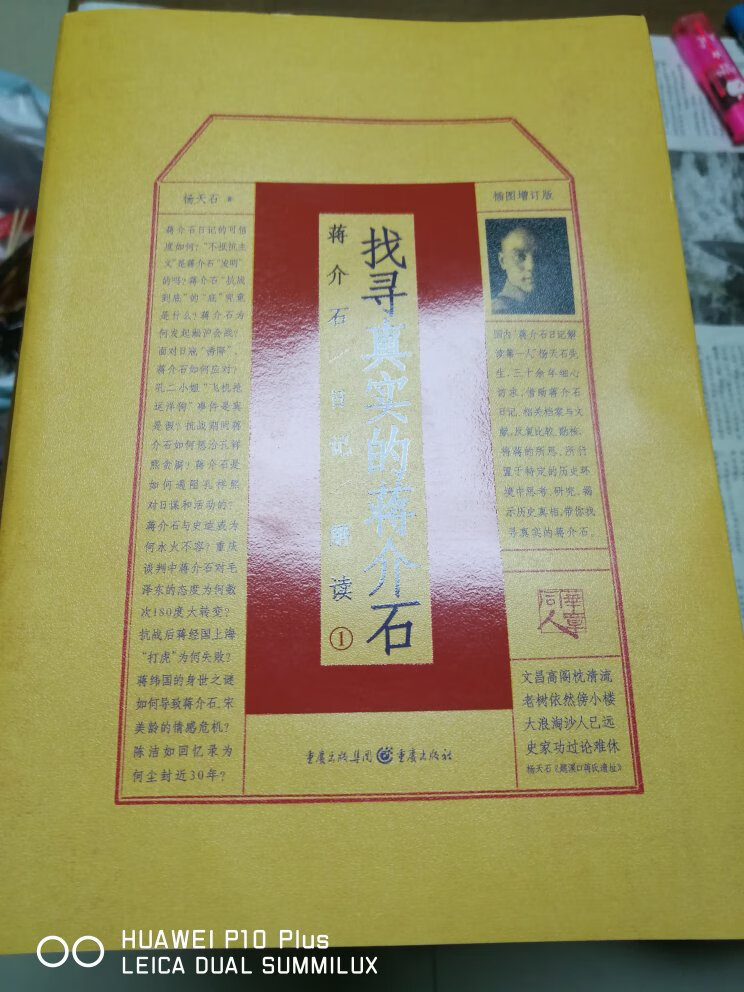 杨天石 著
插图增订版
找寻真实的蒋介石
蒋介石/日记/解读
①
蒋介石日记的可信
度如何？“不抵抗主
义”是蒋介石“发明”
的吗？蒋介石“抗战
到底”的“底”究竟
是什么？蒋介石为
何发起淞沪会战？
面对日寇“诱降”，
蒋介石如何应对？
孔二小姐“飞机抢
运洋狗”事件是真
是假？抗战期间蒋
介石如何惩治孔祥
熙贪腐？蒋介石是
如何遏阻孔祥熙
对日谋和活动的？
蒋介石与史迪威为
何水火不容？重庆
谈判中蒋介石对毛
泽东的态度为何数
次180度大转变？
抗战后蒋经国上海
“打虎”为何失败？
蒋纬国的身世之谜
如何导致蒋介石、宋
美龄的情感危机？
陈洁如回忆录为
何尘封近30年？
国内“蒋介石日记解
读第一人”杨天石先
生，三十余年细心
访求，借助蒋介石
日记、相关档案与文
献，反复比较、勘核，
将蒋的所思、所行
置于特定的历史环
境中思考、研究，揭
示历史真相，带你找
寻真实的蒋介石。
華章
同人
文昌高阁枕清流
老树依然傍小楼
大浪淘沙人已远
史家功过论难休
杨天石《题溪口蒋氏遗址》
重庆出版集团 重庆出版社
HUAWEI P10 Plus
LEICA DUAL SUMMILUX